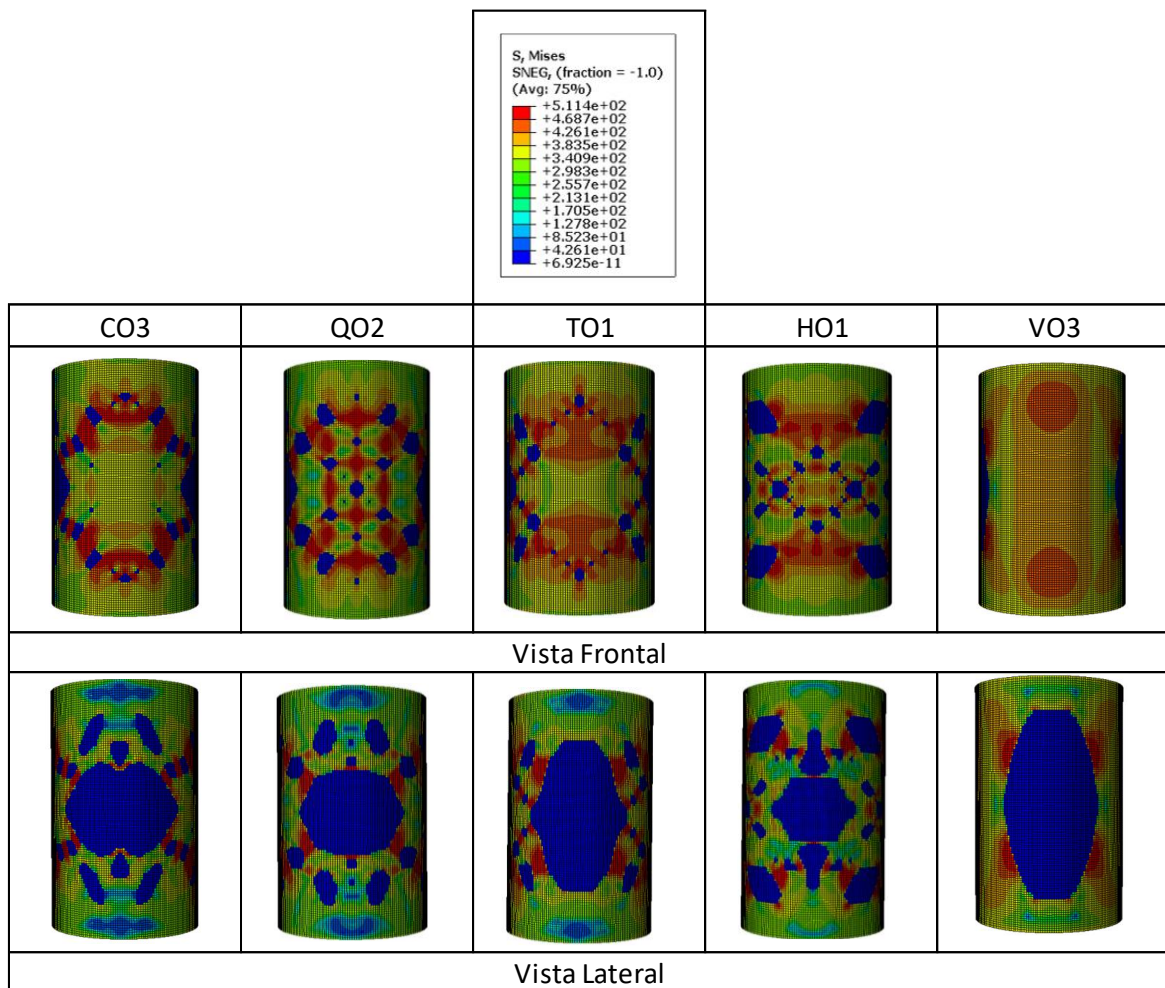 S, Mises
SNEG, (fraction = -1.0)
(Avg: 75%)
+5.114e+02
+4.687e+02
+4.261e+02
+3.835e+02
+3.409e+02
+2.983e+02
+2.557e+02
+2.131e+02
+1.705e+02
+1.278e+02
+8.523e+01
+4.261e+01
+6.925e-11
CO3 QO2 TO1 HO1 VO3
Vista Frontal
Vista Lateral